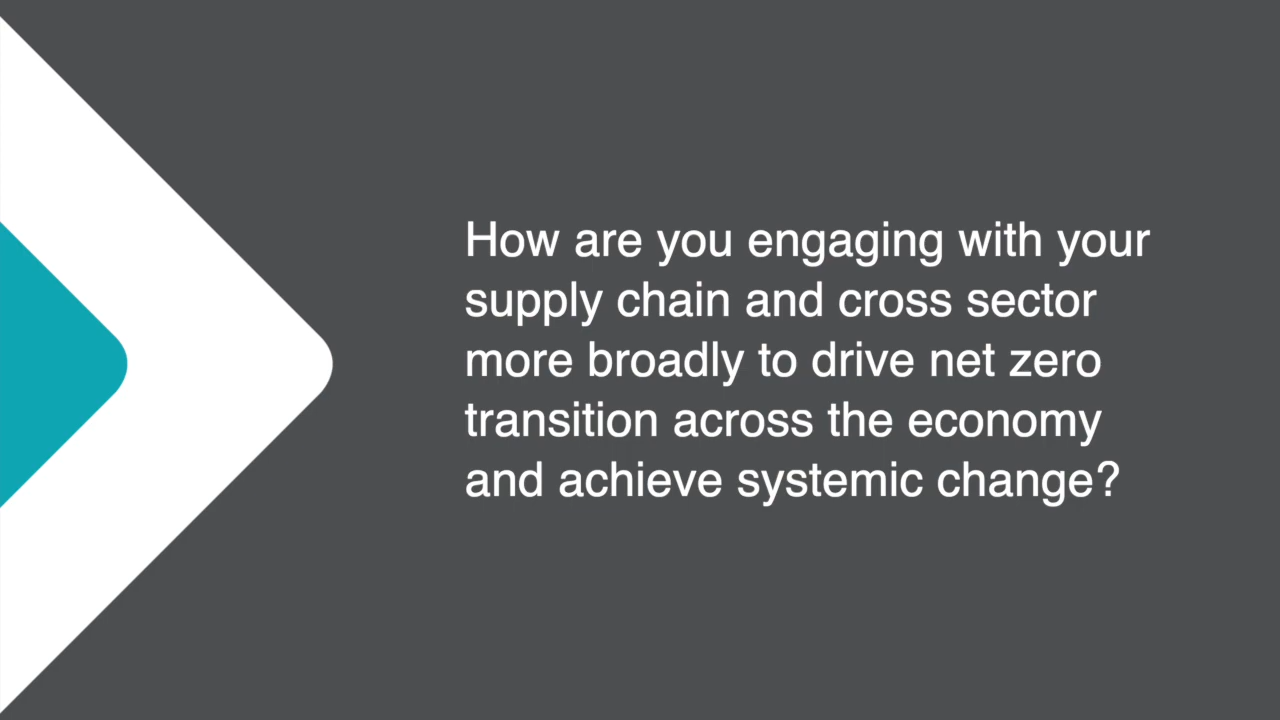 How are you engaging with your
supply chain and cross sector
more broadly to drive net zero
transition across the economy
and achieve systemic change?